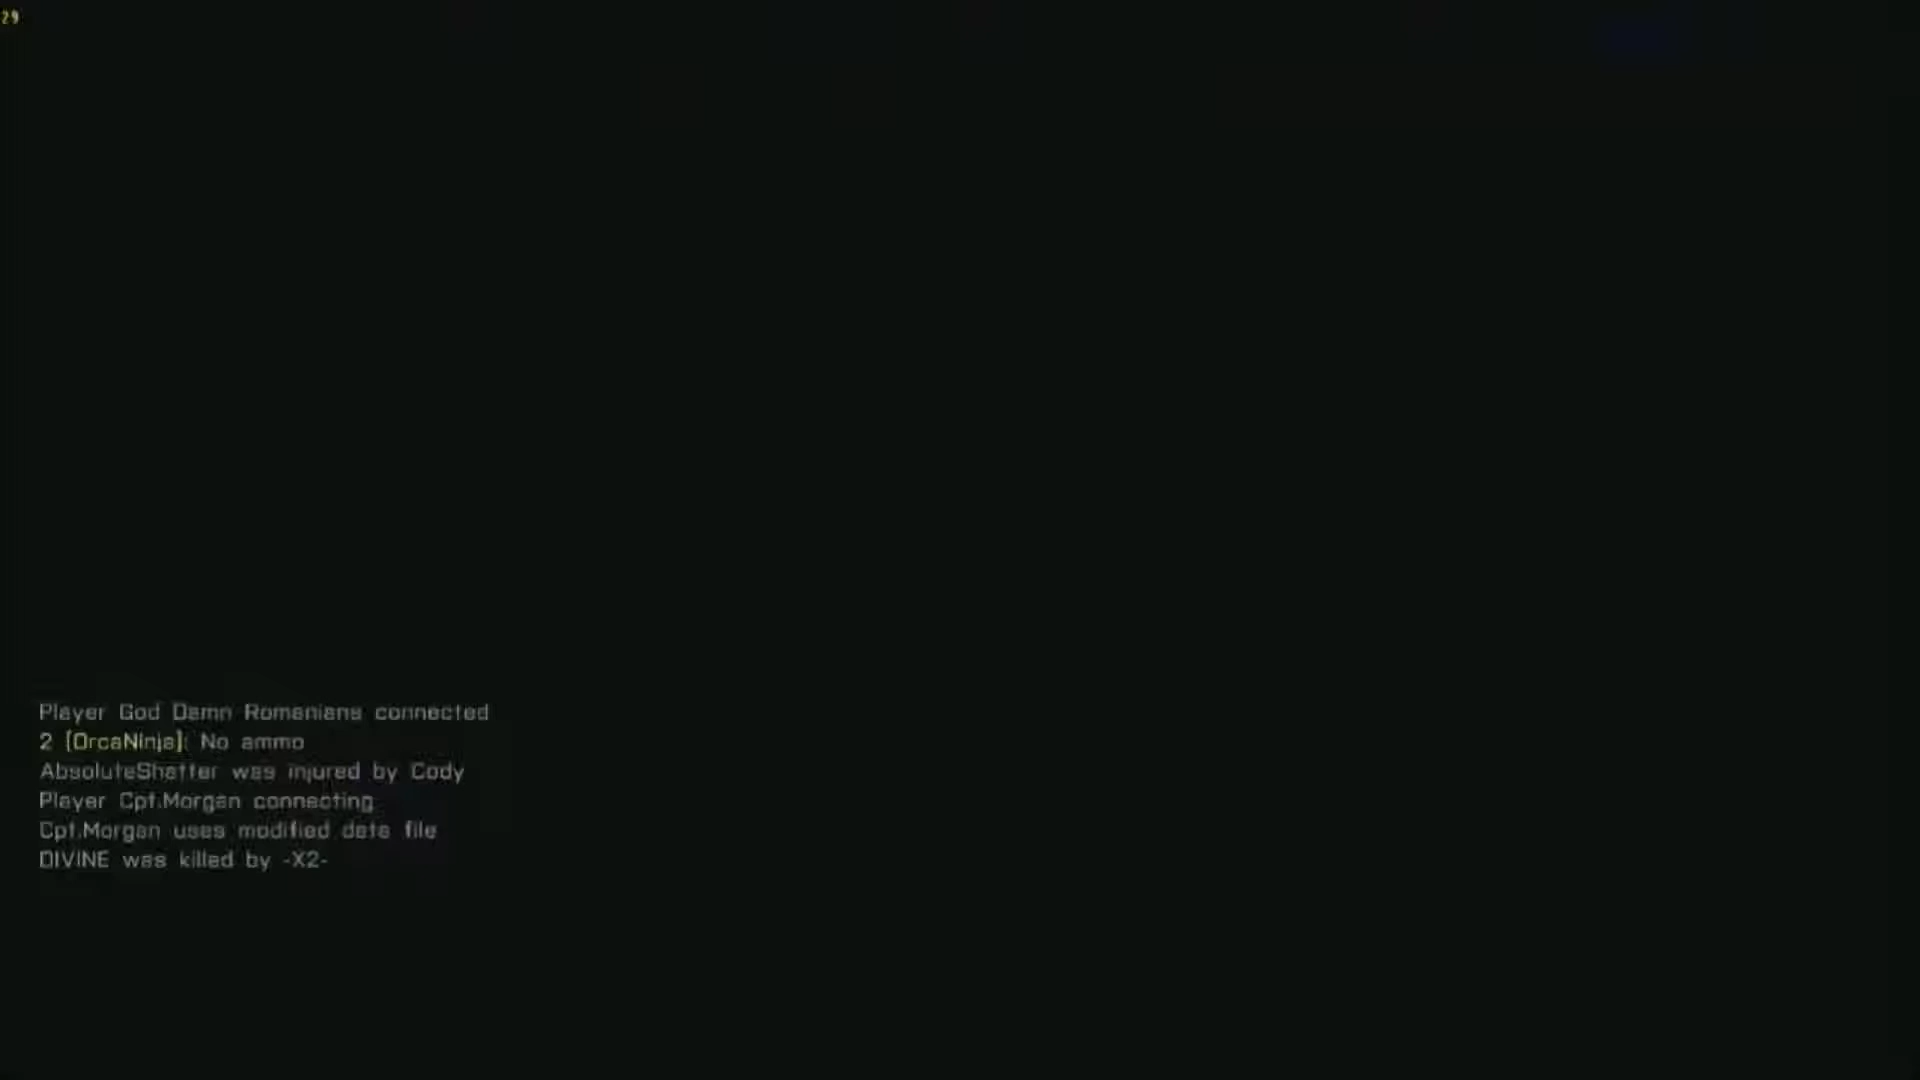 29
Player God Damn Romanians connected
2 [OrcaNinja]: No ammo
AbsoluteShatter was injured by Cody
Player Cpt.Morgan connecting
Cpt.Morgan uses modified data file
DIVINE was killed by -X2-